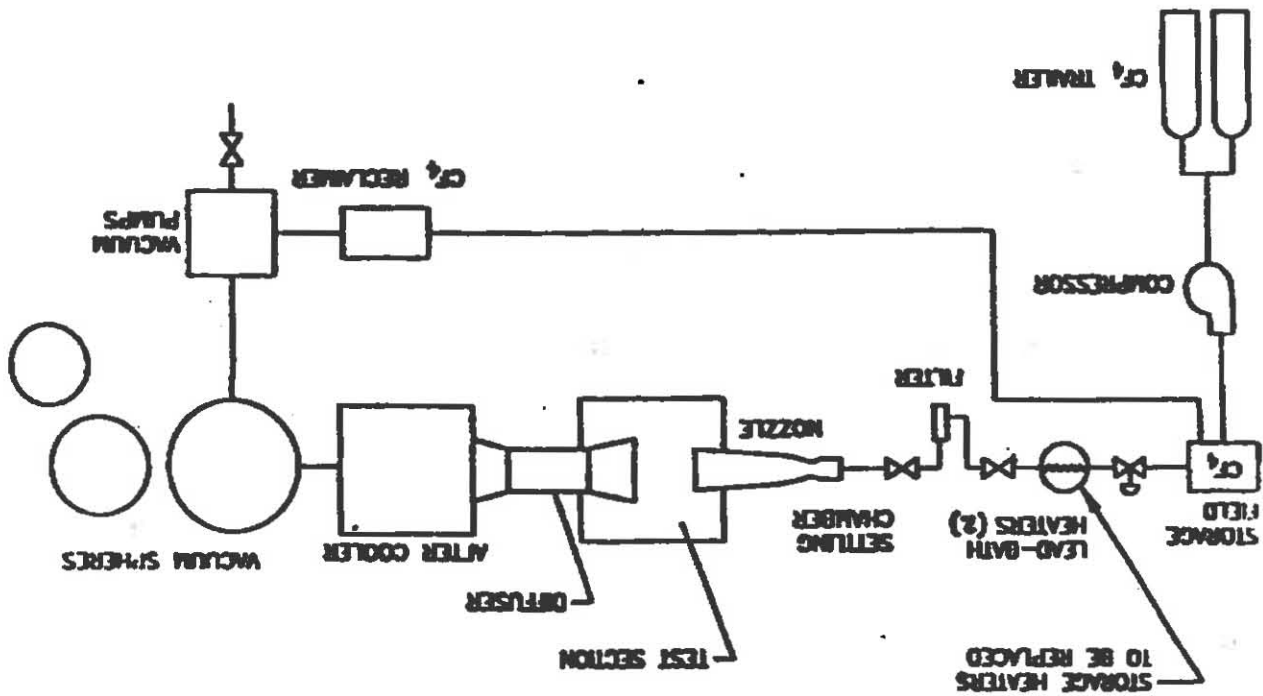 STORAGE HEATERS
TO BE REPLACED
TEST SECTION
DIFFUSER
STORAGE
FIELD
CF₄
LEAD-BATH
HEATERS (2)
SETTLING
CHAMBER
AFTER COOLER
VACUUM SPHERES
NOZZLE
FILTER
COMPRESSOR
VACUUM
PUMPS
CF₄ RECLAIMER
CF₄ TRAILER